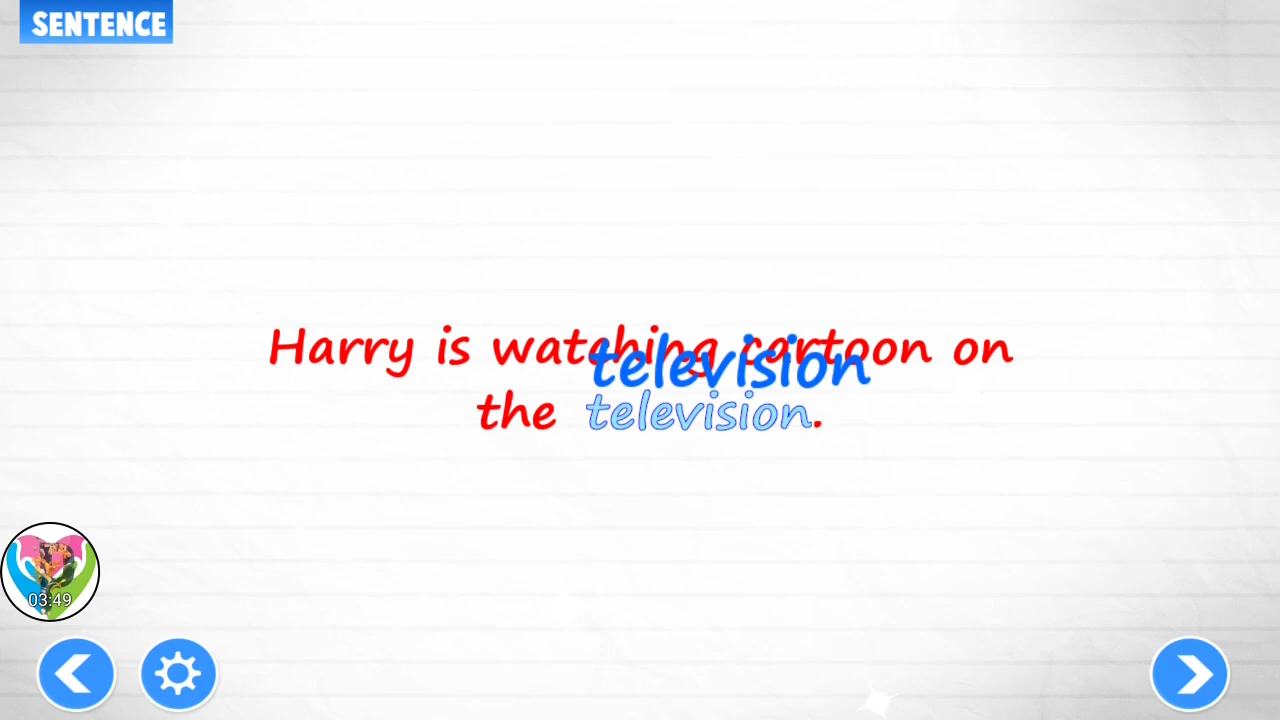 SENTENCE
Harry is watching cartoon on
television
the television.
03:49